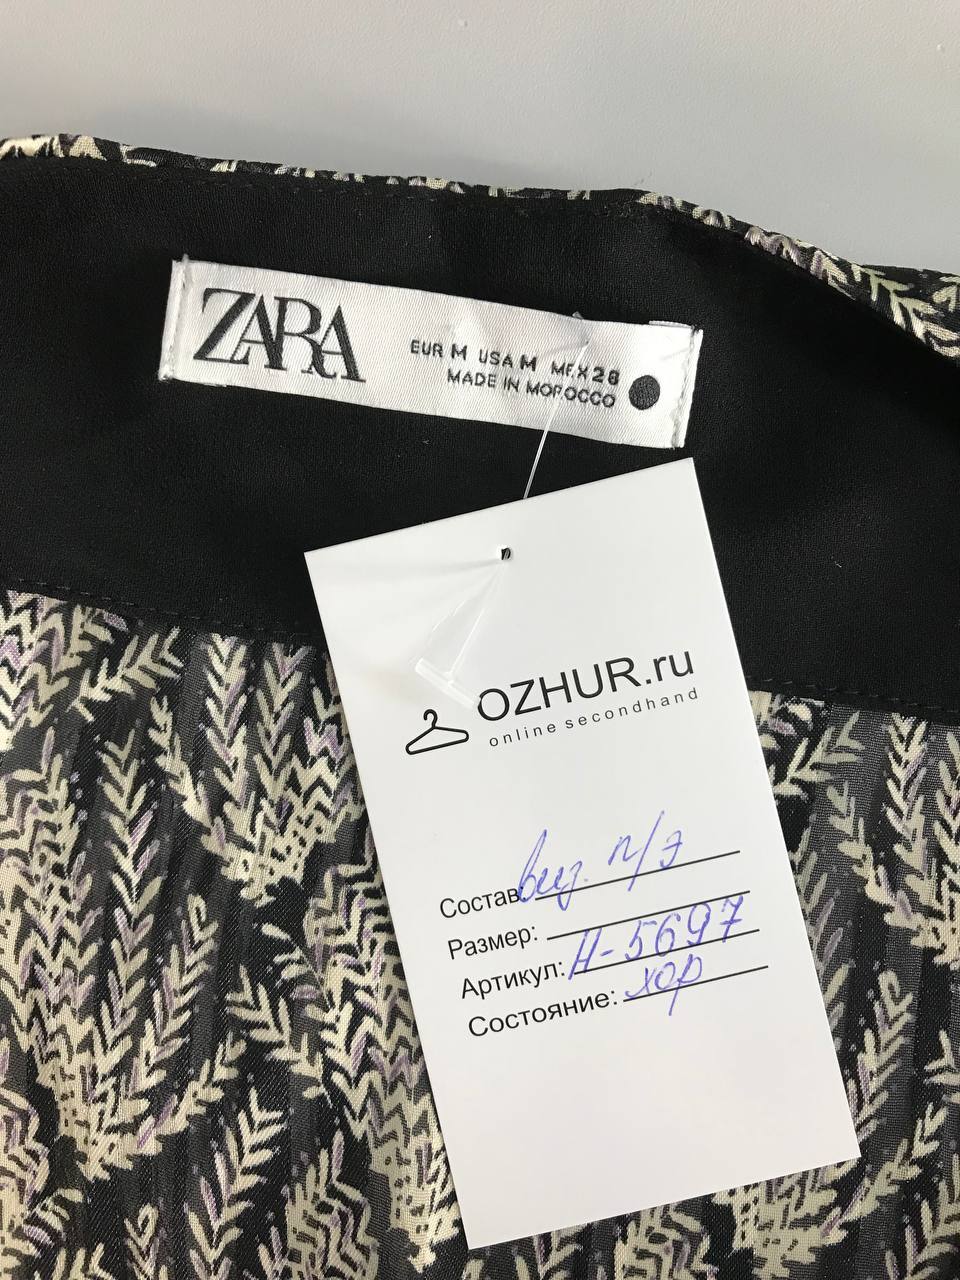 ZARA
EUR M USA M MEX 28
MADE IN MOROCCO
OZHUR.ru
online secondhand
Состав: виз. п/э
Размер:
Артикул: Н-5697
Состояние: хор